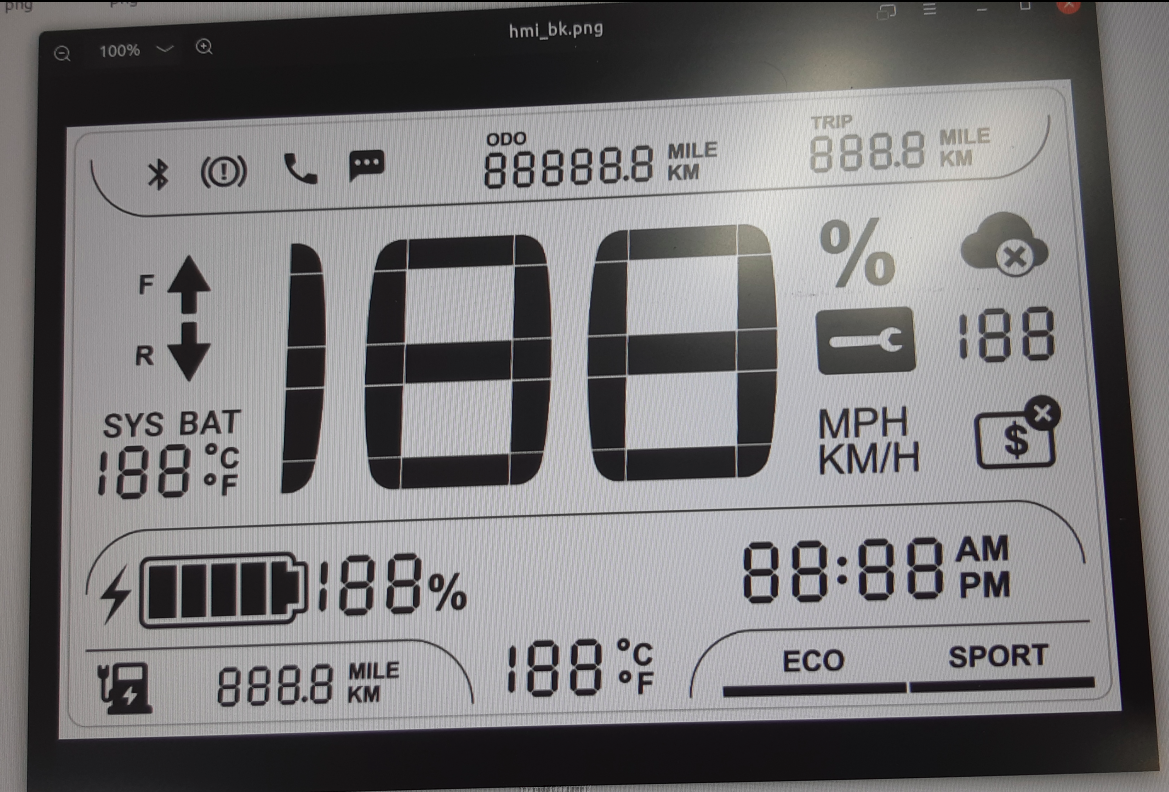 png
png
100%
hmi_bk.png
ODO
88888.8
MILE
KM
TRIP
888.8
MILE
KM
F
R
188
%
188
SYS BAT
188
°C
°F
MPH
KM/H
$
188%
88:88
AM
PM
888.8
MILE
KM
188
°C
°F
ECO
SPORT